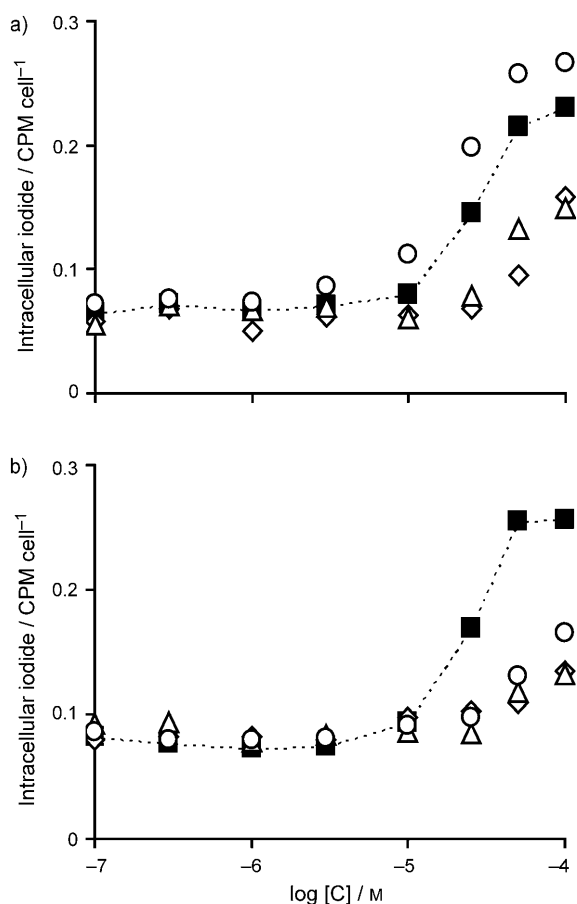 a)
Intracellular iodide / CPM cell⁻¹
0.3
0.2
0.1
0
b)
Intracellular iodide / CPM cell⁻¹
0.3
0.2
0.1
0
–7 –6 –5 –4
log [C] / M